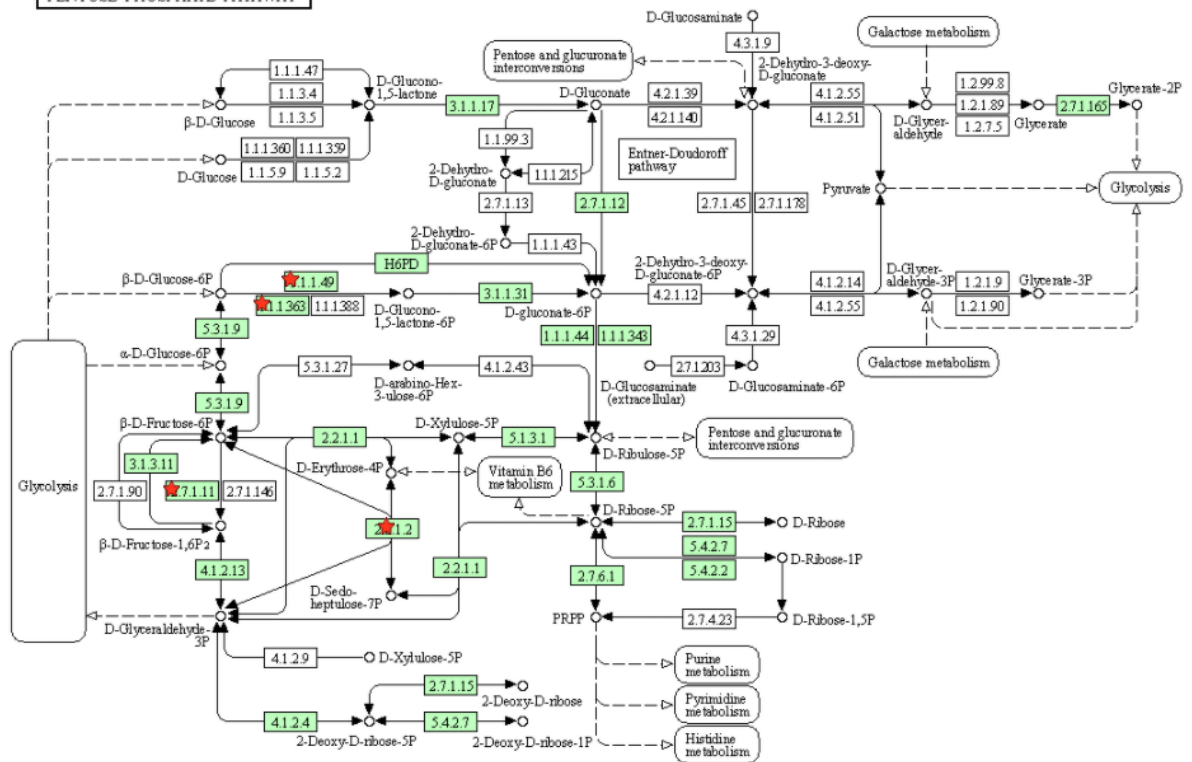 PENTOSE PHOSPHATE PATHWAY
D-Glucosaminate
4.3.1.9
Galactose metabolism
Pentose and glucuronate
interconversions
2-Dehydro-3-deoxy-
D-gluconate
1.1.1.47
1.1.3.4
1.1.3.5
D-Glucono-
1,5-lactone
β-D-Glucose
3.1.1.17
D-Gluconate
4.2.1.39
4.2.1.140
4.1.2.55
4.1.2.51
D-Glycer-
aldehyde
1.2.99.8
1.2.1.89
1.2.7.5
Glycerate
2.7.1.165
Glycerate-2P
1.1.1.360
1.1.1.359
1.1.5.9
1.1.5.2
D-Glucose
1.1.99.3
2-Dehydro-
D-gluconate
1.1.1.215
Entner-Doudoroff
pathway
Pyruvate
Glycolysis
2.7.1.13
2.7.1.12
2.7.1.45
2.7.1.178
2-Dehydro-
D-gluconate-6P
1.1.1.43
β-D-Glucose-6P
H6PD
1.1.49
1.1.363
1.1.1.388
D-Glucono-
1,5-lactone-6P
3.1.1.31
D-gluconate-6P
2-Dehydro-3-deoxy-
D-gluconate-6P
4.2.1.12
4.1.2.14
4.1.2.55
D-Glycer-
aldehyde-3P
1.2.1.9
1.2.1.90
Glycerate-3P
5.3.1.9
1.1.1.44
1.1.1.343
4.3.1.29
Galactose metabolism
α-D-Glucose-6P
5.3.1.27
D-arabino-Hex-
3-ulose-6P
4.1.2.43
D-Glucosaminate
(extracellular)
2.7.1.203
D-Glucosaminate-6P
5.3.1.9
β-D-Fructose-6P
2.2.1.1
D-Xylulose-5P
5.1.3.1
D-Ribulose-5P
Pentose and glucuronate
interconversions
3.1.3.11
D-Erythrose-4P
Vitamin B6
metabolism
5.3.1.6
Glycolysis
2.7.1.90
2.7.1.11
2.7.1.146
1.2
D-Ribose-5P
2.7.1.15
D-Ribose
β-D-Fructose-1,6P2
5.4.2.7
5.4.2.2
D-Ribose-1P
4.1.2.13
2.2.1.1
2.7.6.1
D-Sedo-
heptulose-7P
D-Glyceraldehyde-
3P
PRPP
2.7.4.23
D-Ribose-1,5P
4.1.2.9
D-Xylulose-5P
Purine
metabolism
2.7.1.15
2-Deoxy-D-ribose
Pyrimidine
metabolism
4.1.2.4
2-Deoxy-D-ribose-5P
5.4.2.7
2-Deoxy-D-ribose-1P
Histidine
metabolism